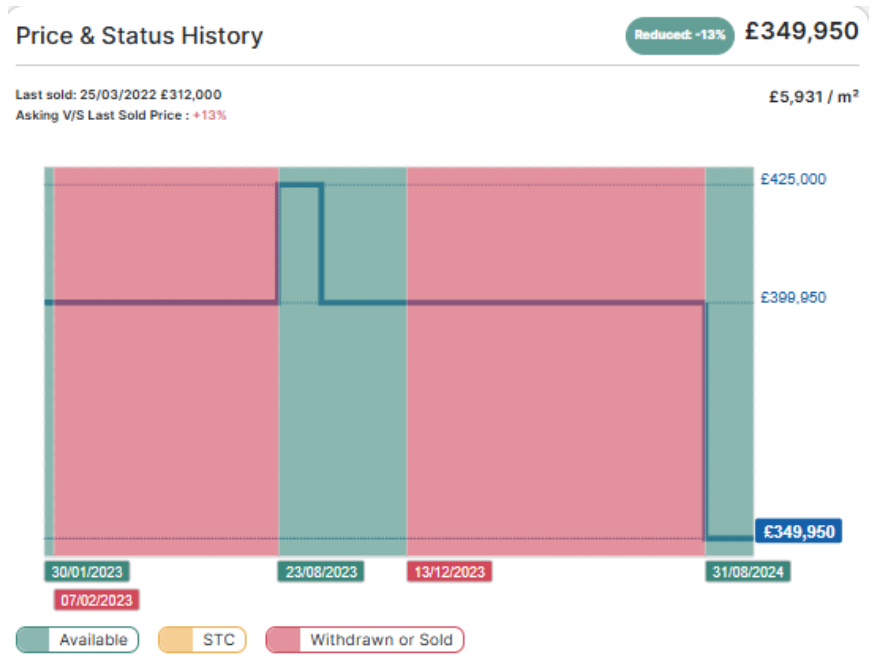 Price & Status History
Reduced: -13% £349,950
Last sold: 25/03/2022 £312,000
£5,931 / m²
Asking V/S Last Sold Price : +13%
£425,000
£399,950
£349,950
30/01/2023 23/08/2023 13/12/2023 31/08/2024
07/02/2023
Available STC Withdrawn or Sold